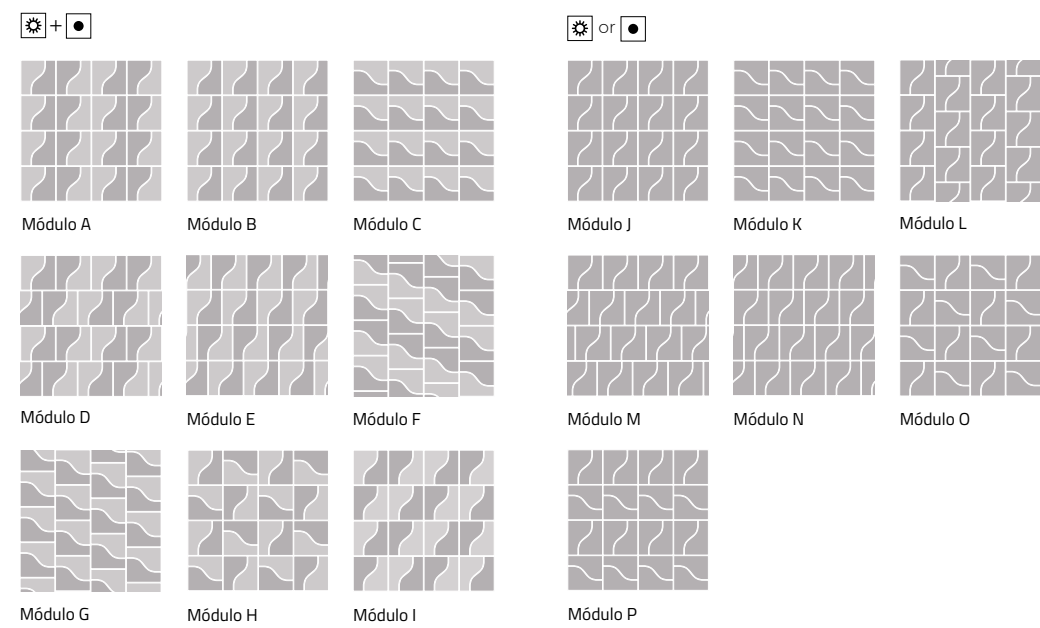 +
or
Módulo A
Módulo B
Módulo C
Módulo J
Módulo K
Módulo L
Módulo D
Módulo E
Módulo F
Módulo M
Módulo N
Módulo O
Módulo G
Módulo H
Módulo I
Módulo P